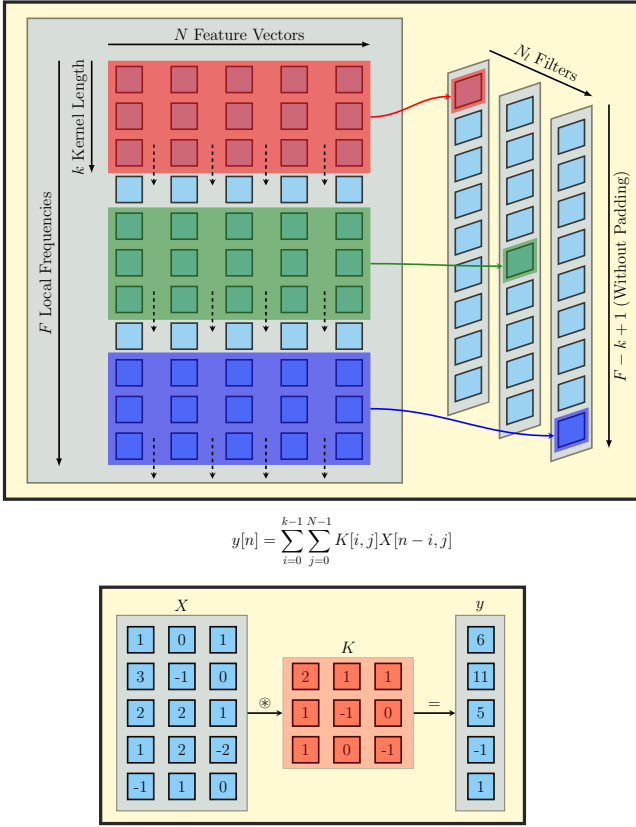 N Feature Vectors
k Kernel Length
F Local Frequencies
N_l Filters
F − k + 1 (Without Padding)
y[n] = ∑_{i=0}^{k−1} ∑_{j=0}^{N−1} K[i, j]X[n − i, j]
X
K
y
1 0 1
3 -1 0
2 2 1
1 2 -2
-1 1 0
⊛
2 1 1
1 -1 0
1 0 -1
=
6
11
5
-1
1